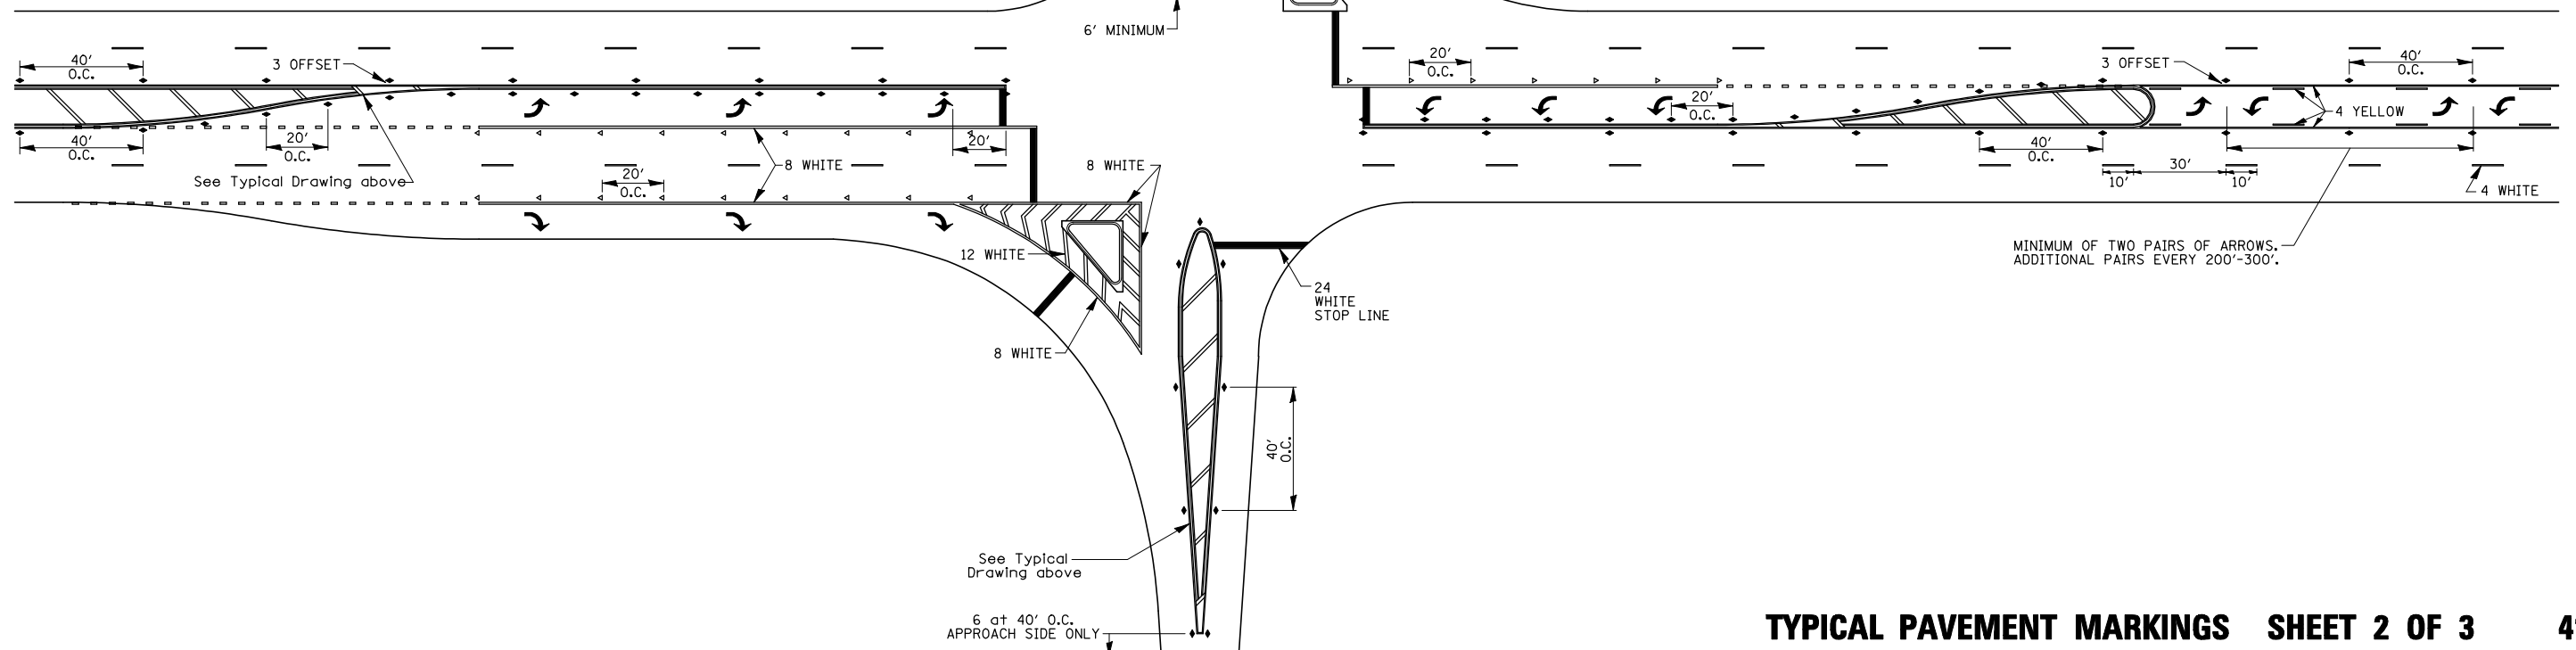 6' MINIMUM
40'
O.C.
3 OFFSET
20'
O.C.
3 OFFSET
40'
O.C.
20'
O.C.
4 YELLOW
40'
O.C.
20'
O.C.
20'
8 WHITE
8 WHITE
40'
O.C.
See Typical Drawing above
20'
O.C.
10'
30'
10'
4 WHITE
12 WHITE
MINIMUM OF TWO PAIRS OF ARROWS.
ADDITIONAL PAIRS EVERY 200'-300'.
24
WHITE
STOP LINE
8 WHITE
40'
O.C.
See Typical
Drawing above
6 at 40' O.C.
APPROACH SIDE ONLY
TYPICAL PAVEMENT MARKINGS SHEET 2 OF 3